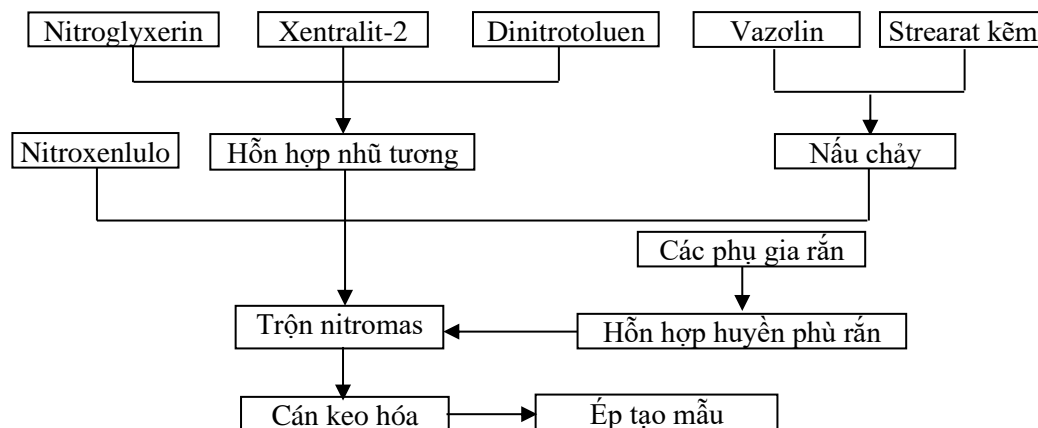 Nitroglyxerin
Xentralit-2
Dinitrotoluen
Vazơlin
Strearat kẽm
Nitroxenlulo
Hỗn hợp nhũ tương
Nấu chảy
Các phụ gia rắn
Trộn nitromas
Hỗn hợp huyền phù rắn
Cán keo hóa
Ép tạo mẫu